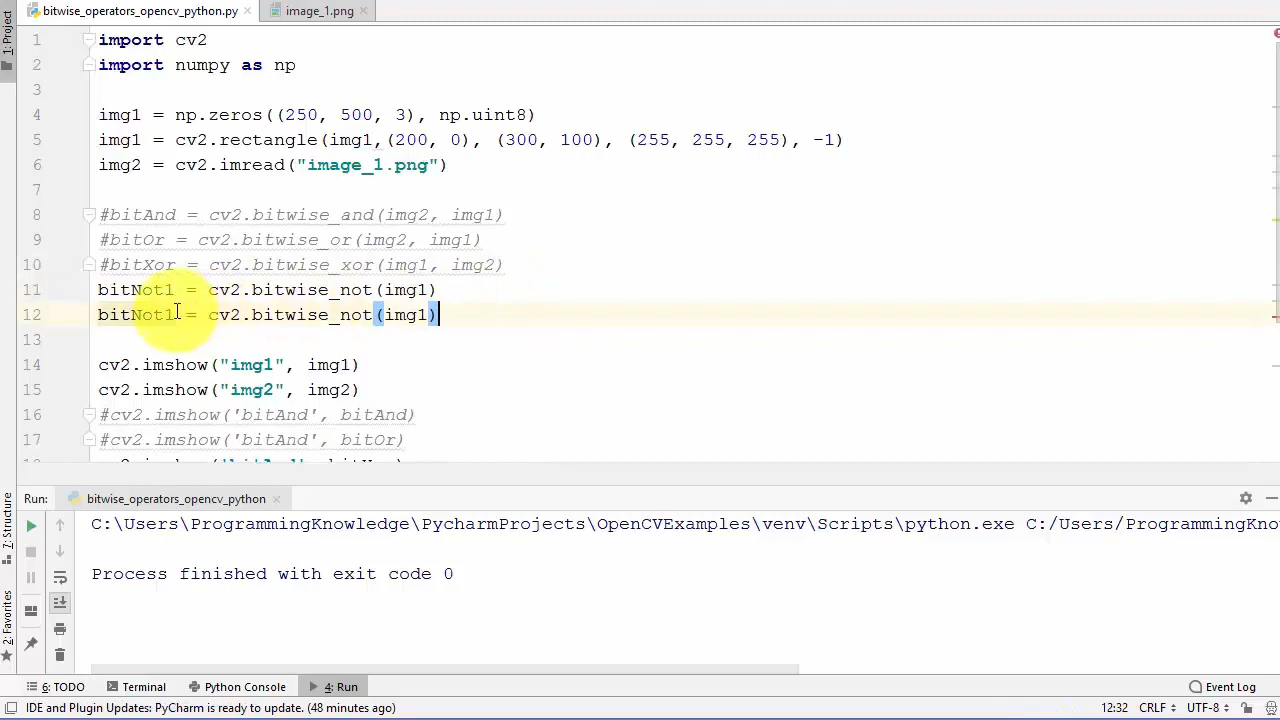 bitwise_operators_opencv_python.py
image_1.png
1: Project
1 import cv2
2 import numpy as np
3
4 img1 = np.zeros((250, 500, 3), np.uint8)
5 img1 = cv2.rectangle(img1,(200, 0), (300, 100), (255, 255, 255), -1)
6 img2 = cv2.imread("image_1.png")
7
8 #bitAnd = cv2.bitwise_and(img2, img1)
9 #bitOr = cv2.bitwise_or(img2, img1)
10 #bitXor = cv2.bitwise_xor(img1, img2)
11 bitNot1 = cv2.bitwise_not(img1)
12 bitNot1 = cv2.bitwise_not(img1)
13
14 cv2.imshow("img1", img1)
15 cv2.imshow("img2", img2)
16 #cv2.imshow('bitAnd', bitAnd)
17 #cv2.imshow('bitAnd', bitOr)
Run: bitwise_operators_opencv_python
C:\Users\ProgrammingKnowledge\PycharmProjects\OpenCVExamples\venv\Scripts\python.exe C:/Users/ProgrammingKno
Process finished with exit code 0
7: Structure
2: Favorites
6: TODO Terminal Python Console 4: Run Event Log
IDE and Plugin Updates: PyCharm is ready to update. (48 minutes ago) 12:32 CRLF UTF-8